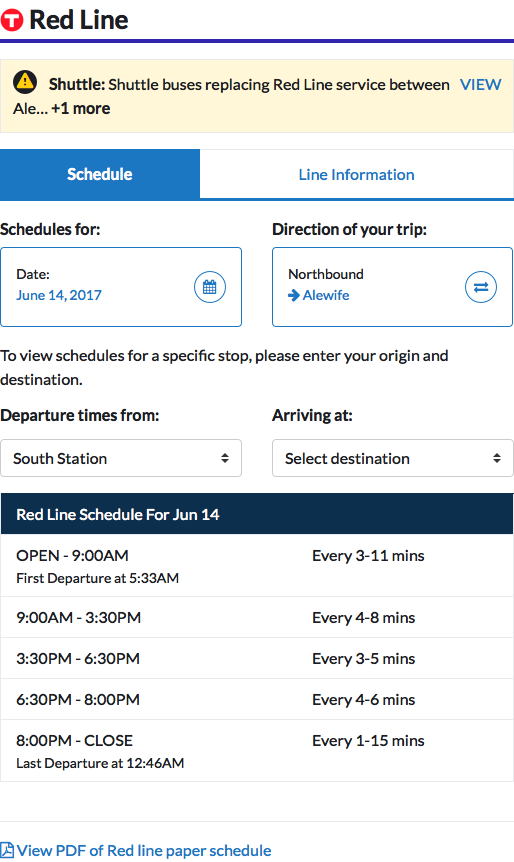 T Red Line
Shuttle: Shuttle buses replacing Red Line service between VIEW
Ale... +1 more
Schedule Line Information
Schedules for: Direction of your trip:
Date: Northbound
June 14, 2017 Alewife
To view schedules for a specific stop, please enter your origin and
destination.
Departure times from: Arriving at:
South Station Select destination
Red Line Schedule For Jun 14
OPEN - 9:00AM Every 3-11 mins
First Departure at 5:33AM
9:00AM - 3:30PM Every 4-8 mins
3:30PM - 6:30PM Every 3-5 mins
6:30PM - 8:00PM Every 4-6 mins
8:00PM - CLOSE Every 1-15 mins
Last Departure at 12:46AM
View PDF of Red line paper schedule